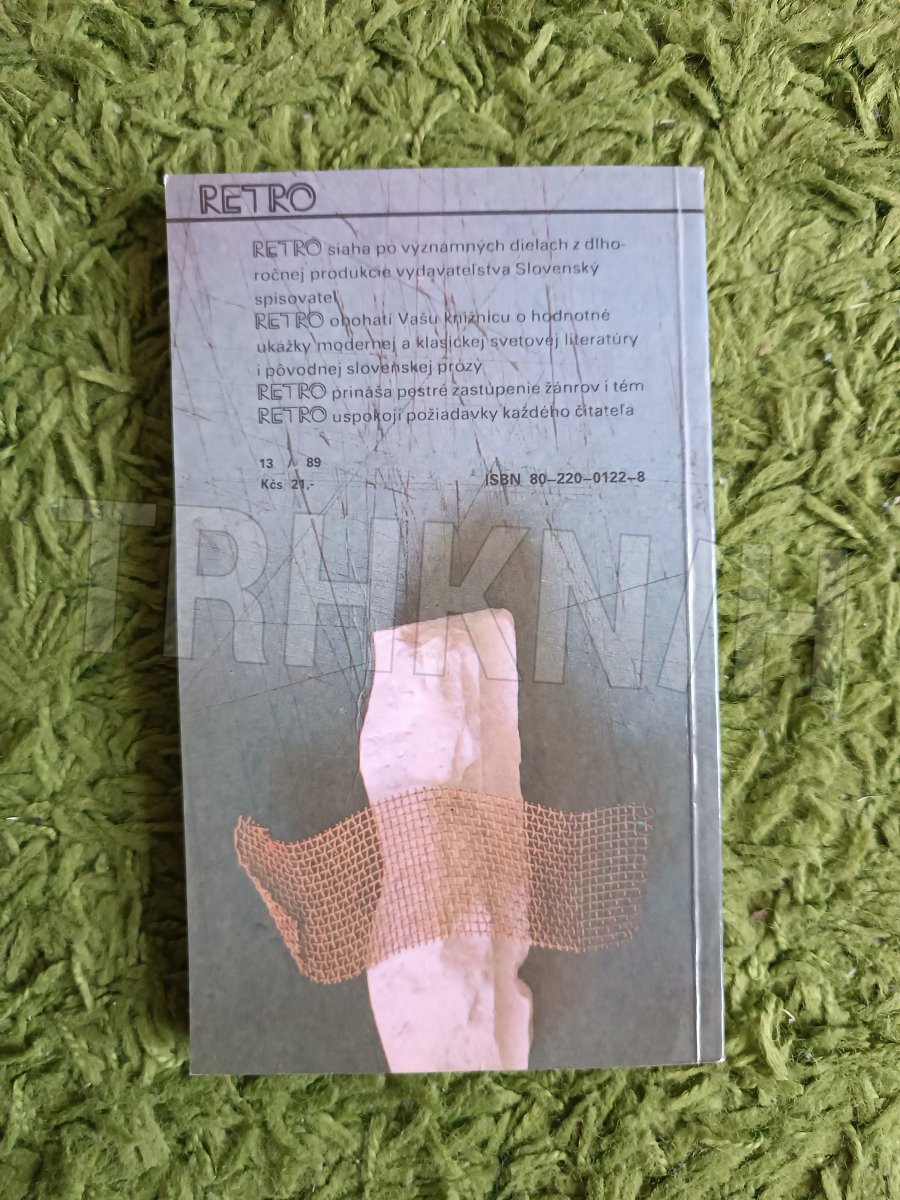 RETRO
RETRO siaha po významných dielach z dlho-
ročnej produkcie vydavateľstva Slovenský
spisovateľ
RETRO obohatí Vašu knižnicu o hodnotné
ukážky modernej a klasickej svetovej literatúry
i pôvodnej slovenskej prózy
RETRO prináša pestré zastúpenie žánrov i tém
RETRO uspokojí požiadavky každého čitateľa
13 / 89
Kčs 21,-
ISBN 80–220–0122–8
TRHKNIH